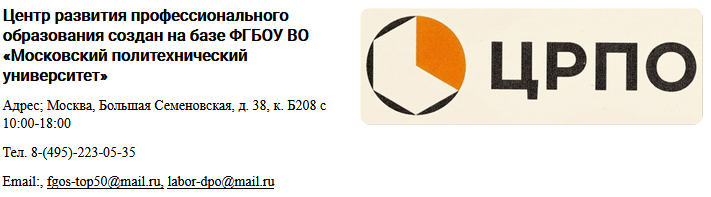 Центр развития профессионального
образования создан на базе ФГБОУ ВО
«Московский политехнический
университет»
Адрес; Москва, Большая Семеновская, д. 38, к. Б208 с
10:00-18:00
Тел. 8-(495)-223-05-35
Email:, fgos-top50@mail.ru, labor-dpo@mail.ru
ЦРПО